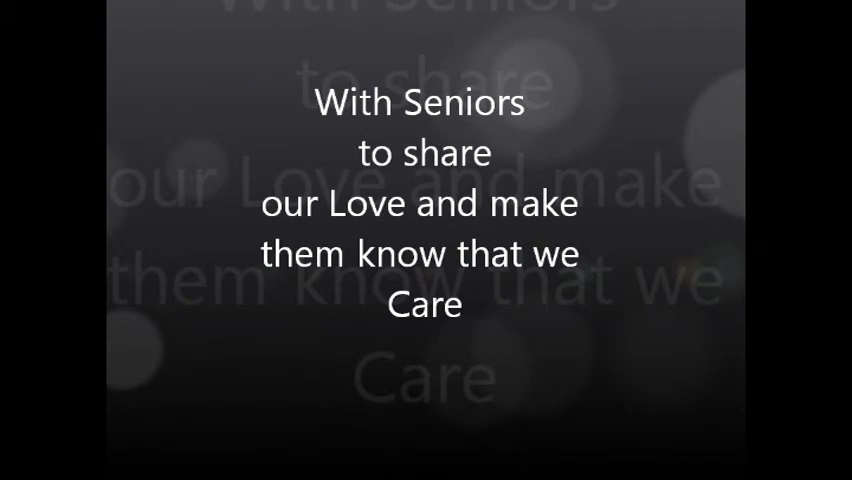 With Seniors
to share
our Love and make
them know that we
Care